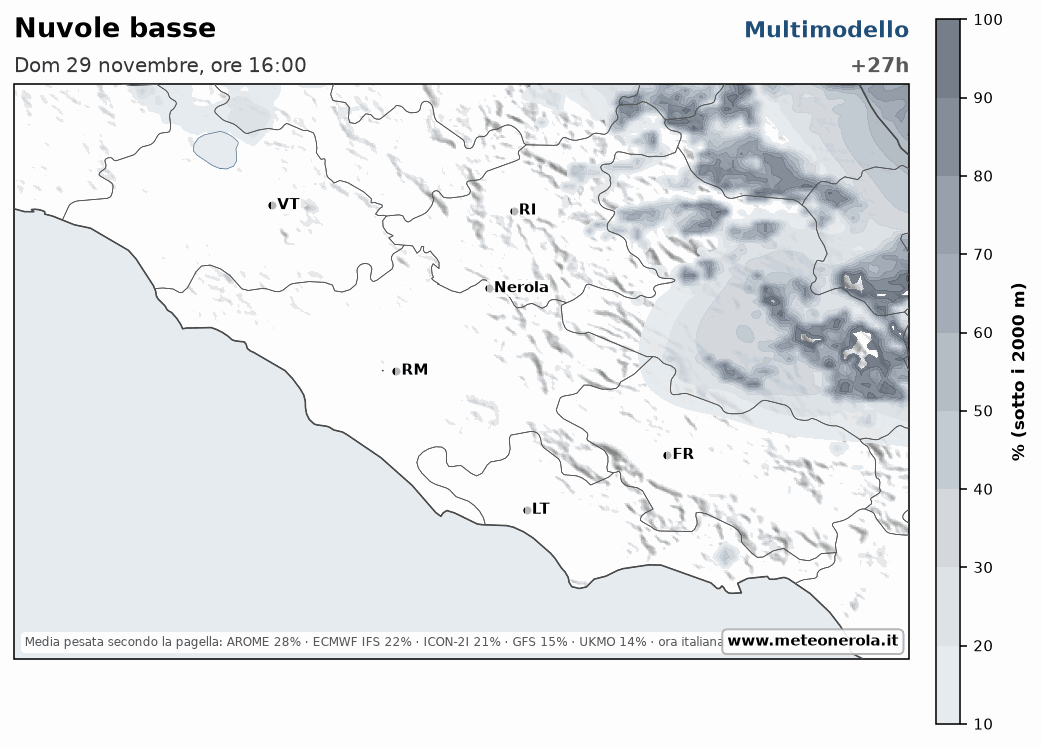 Nuvole basse
Multimodello
Dom 29 novembre, ore 16:00
+27h
VT
RI
Nerola
RM
FR
LT
Media pesata secondo la pagella: AROME 28% · ECMWF IFS 22% · ICON-2I 21% · GFS 15% · UKMO 14% · ora italiana
www.meteonerola.it
100
90
80
70
60
50
40
30
20
10
% (sotto i 2000 m)